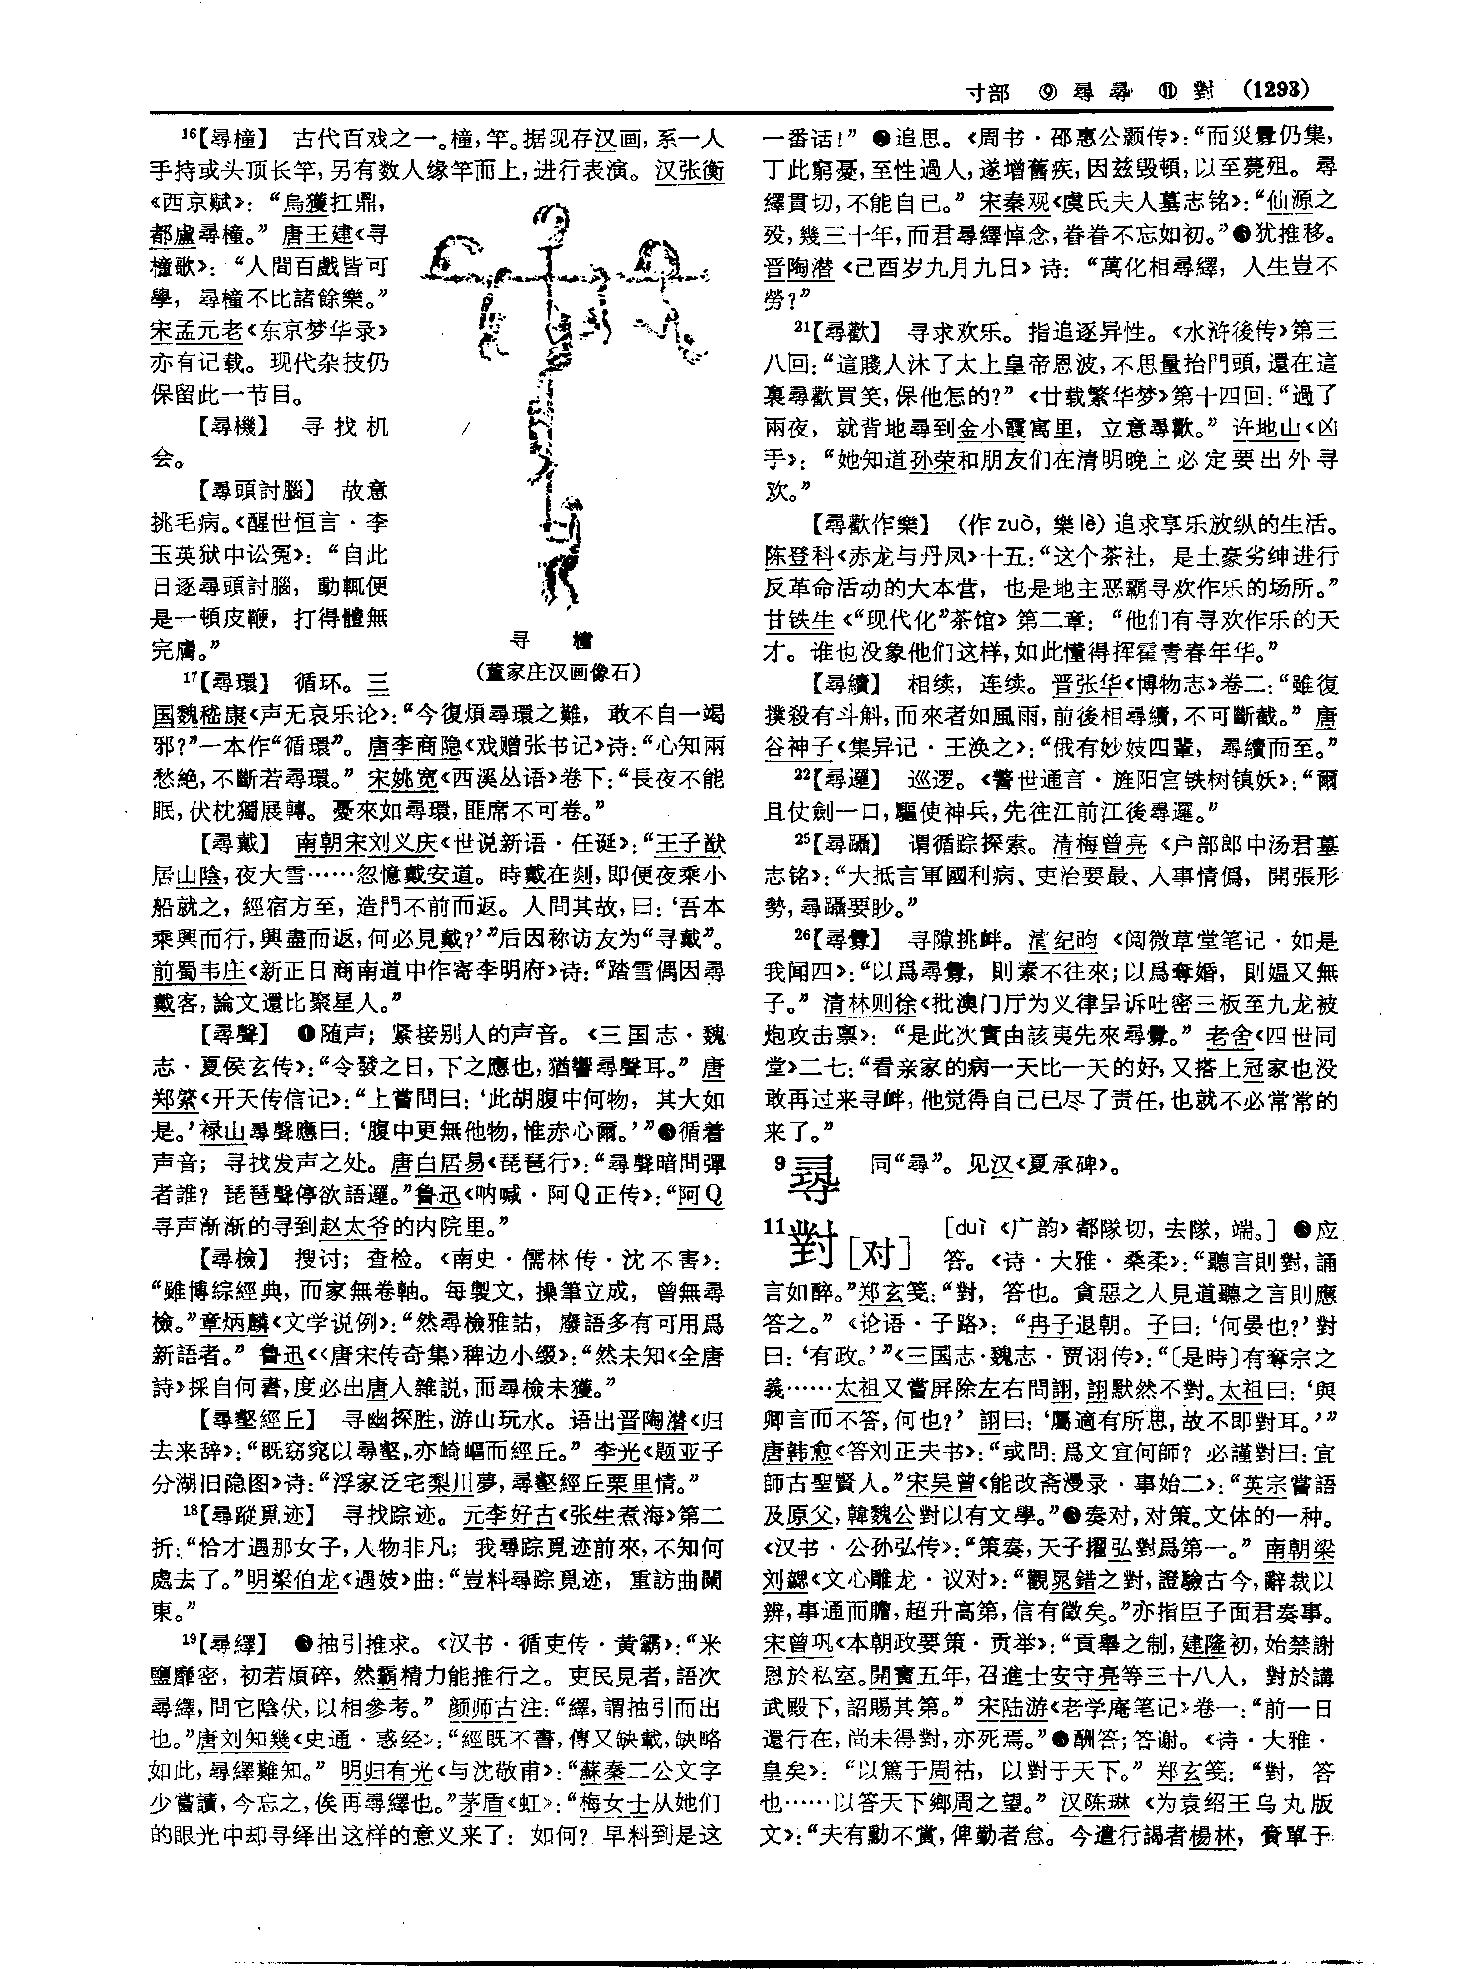 寸部 ⑨ 尋 㝷 ⑪ 對 (1293)
16【尋橦】 古代百戏之一。橦,竿。据现存汉画,系一人
手持或头顶长竿,另有数人缘竿而上,进行表演。汉张衡
《西京赋》:“烏獲扛鼎,
都盧尋橦。”唐王建《寻
橦歌》:“人間百戲皆可
學,尋橦不比諸餘樂。”
宋孟元老《东京梦华录》
亦有记载。现代杂技仍
保留此一节目。
【尋機】 寻找机
会。
【尋頭討腦】 故意
挑毛病。《醒世恒言·李
玉英狱中讼冤》:“自此
日逐尋頭討腦,動輒便
是一頓皮鞭,打得體無
完膚。”
寻 橦
(董家庄汉画像石)
17【尋環】 循环。三
国魏嵇康《声无哀乐论》:“今復煩尋環之難,敢不自一竭
邪?”一本作“循環”。唐李商隐《戏赠张书记》诗:“心知兩
愁絶,不斷若尋環。”宋姚宽《西溪丛语》卷下:“長夜不能
眠,伏枕獨展轉。憂來如尋環,匪席不可卷。”
【尋戴】 南朝宋刘义庆《世说新语·任诞》:“王子猷
居山陰,夜大雪……忽憶戴安道。時戴在剡,即便夜乘小
船就之,經宿方至,造門不前而返。人問其故,曰:‘吾本
乘興而行,興盡而返,何必見戴?’”后因称访友为“寻戴”。
前蜀韦庄《新正日商南道中作寄李明府》诗:“踏雪偶因尋
戴客,論文還比聚星人。”
【尋聲】 ❶随声;紧接别人的声音。《三国志·魏
志·夏侯玄传》:“令發之日,下之應也,猶響尋聲耳。”唐
郑綮《开天传信记》:“上嘗問曰:‘此胡腹中何物,其大如
是。’禄山尋聲應曰:‘腹中更無他物,惟赤心爾。’”❷循着
声音;寻找发声之处。唐白居易《琵琶行》:“尋聲暗問彈
者誰?琵琶聲停欲語遲。”鲁迅《呐喊·阿Q正传》:“阿Q
寻声渐渐的寻到赵太爷的内院里。”
【尋檢】 搜讨;查检。《南史·儒林传·沈不害》:
“雖博综經典,而家無卷軸。每製文,操筆立成,曾無尋
檢。”章炳麟《文学说例》:“然尋檢雅詁,廢語多有可用爲
新語者。”鲁迅《〈唐宋传奇集〉稗边小缀》:“然未知《全唐
詩》採自何書,度必出唐人雜説,而尋檢未獲。”
【尋壑經丘】 寻幽探胜,游山玩水。语出晋陶潜《归
去来辞》:“既窈窕以尋壑,亦崎嶇而經丘。”李光《题亚子
分湖旧隐图》诗:“浮家泛宅梨川夢,尋壑經丘栗里情。”
18【尋蹤覓迹】 寻找踪迹。元李好古《张生煮海》第二
折:“恰才遇那女子,人物非凡;我尋踪覓迹前來,不知何
處去了。”明梁伯龙《遇妓》曲:“豈料尋踪覓迹,重訪曲闌
東。”
19【尋繹】 ❶抽引推求。《汉书·循吏传·黄霸》:“米
鹽靡密,初若煩碎,然霸精力能推行之。吏民見者,語次
尋繹,問它陰伏,以相參考。”颜师古注:“繹,謂抽引而出
也。”唐刘知幾《史通·惑经》:“經既不書,傳又缺載,缺略
如此,尋繹難知。”明归有光《与沈敬甫》:“蘇秦二公文字
少嘗讀,今忘之,俟再尋繹也。”茅盾《虹》:“梅女士从她们
的眼光中却寻绎出这样的意义来了:如何?早料到是这
一番话!”❷追思。《周书·邵惠公颢传》:“而災釁仍集,
丁此窮憂,至性過人,遂增舊疾,因兹毁頓,以至薨殂。尋
繹貫切,不能自已。”宋秦观《虞氏夫人墓志铭》:“仙源之
殁,幾三十年,而君尋繹悼念,眷眷不忘如初。”❸犹推移。
晋陶潜《己酉岁九月九日》诗:“萬化相尋繹,人生豈不
勞?”
21【尋歡】 寻求欢乐。指追逐异性。《水浒後传》第三
八回:“這賤人沐了太上皇帝恩波,不思量抬門頭,還在這
裏尋歡買笑,保他怎的?”《廿载繁华梦》第十四回:“過了
兩夜,就背地尋到金小霞寓里,立意尋歡。”许地山《凶
手》:“她知道孙荣和朋友们在清明晚上必定要出外寻
欢。”
【尋歡作樂】 (作 zuò,樂 lè)追求享乐放纵的生活。
陈登科《赤龙与丹凤》十五:“这个茶社,是土豪劣绅进行
反革命活动的大本营,也是地主恶霸寻欢作乐的场所。”
甘铁生《“现代化”茶馆》第二章:“他们有寻欢作乐的天
才。谁也没象他们这样,如此懂得挥霍青春年华。”
【尋續】 相续,连续。晋张华《博物志》卷二:“雖復
撲殺有斗斛,而來者如風雨,前後相尋續,不可斷截。”唐
谷神子《集异记·王涣之》:“俄有妙妓四輩,尋續而至。”
22【尋邏】 巡逻。《警世通言·旌阳宫铁树镇妖》:“爾
且仗劍一口,驅使神兵,先往江前江後尋邏。”
25【尋躡】 谓循踪探索。清梅曾亮《户部郎中汤君墓
志铭》:“大抵言軍國利病、吏治要最、人事情僞,開張形
勢,尋躡要眇。”
26【尋釁】 寻隙挑衅。清纪昀《阅微草堂笔记·如是
我闻四》:“以爲尋釁,則素不往來;以爲奪婚,則媪又無
子。”清林则徐《批澳门厅为义律呈诉吐密三板至九龙被
炮攻击禀》:“是此次實由該夷先來尋釁。”老舍《四世同
堂》二七:“看亲家的病一天比一天的好,又搭上冠家也没
敢再过来寻衅,他觉得自己已尽了责任,也就不必常常的
来了。”
9 㝷 同“尋”。见汉《夏承碑》。
11 對[对] [duì《广韵》都隊切,去隊,端。] ❶应
答。《诗·大雅·桑柔》:“聽言則對,誦
言如醉。”郑玄笺:“對,答也。貪惡之人見道聽之言則應
答之。”《论语·子路》:“冉子退朝。子曰:‘何晏也?’對
曰:‘有政。’”《三国志·魏志·贾诩传》:“〔是時〕有奪宗之
義……太祖又嘗屏除左右問詡,詡默然不對。太祖曰:‘與
卿言而不答,何也?’詡曰:‘屬適有所思,故不即對耳。’”
唐韩愈《答刘正夫书》:“或問:爲文宜何師?必謹對曰:宜
師古聖賢人。”宋吴曾《能改斋漫录·事始二》:“英宗嘗語
及原父,韓魏公對以有文學。”❷奏对,对策。文体的一种。
《汉书·公孙弘传》:“策奏,天子擢弘對爲第一。”南朝梁
刘勰《文心雕龙·议对》:“觀晁錯之對,證驗古今,辭裁以
辨,事通而贍,超升高第,信有徵矣。”亦指臣子面君奏事。
宋曾巩《本朝政要策·贡举》:“貢舉之制,建隆初,始禁謝
恩於私室。開寶五年,召進士安守亮等三十八人,對於講
武殿下,詔賜其第。”宋陆游《老学庵笔记》卷一:“前一日
還行在,尚未得對,亦死焉。”❸酬答;答谢。《诗·大雅·
皇矣》:“以篤于周祜,以對于天下。”郑玄笺:“對,答
也……以答天下鄉周之望。”汉陈琳《为袁绍王乌丸版
文》:“夫有勳不賞,俾勤者怠。今遣行謁者楊林,賫單于